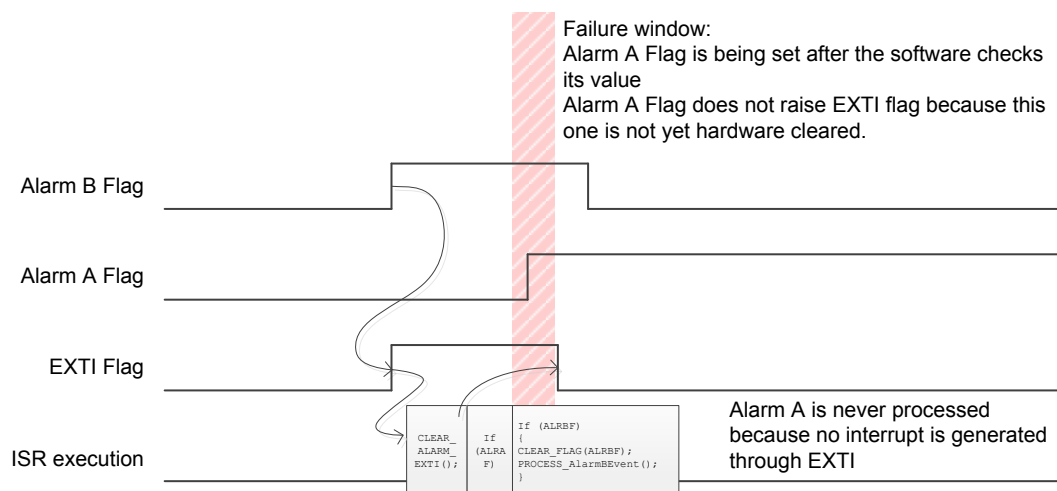 Failure window:
Alarm A Flag is being set after the software checks
its value
Alarm A Flag does not raise EXTI flag because this
one is not yet hardware cleared.
Alarm B Flag
Alarm A Flag
EXTI Flag
ISR execution
CLEAR_
ALARM_
EXTI();
If
(ALRA
F)
If (ALRBF)
{
CLEAR_FLAG(ALRBF);
PROCESS_AlarmBEvent();
}
Alarm A is never processed
because no interrupt is generated
through EXTI